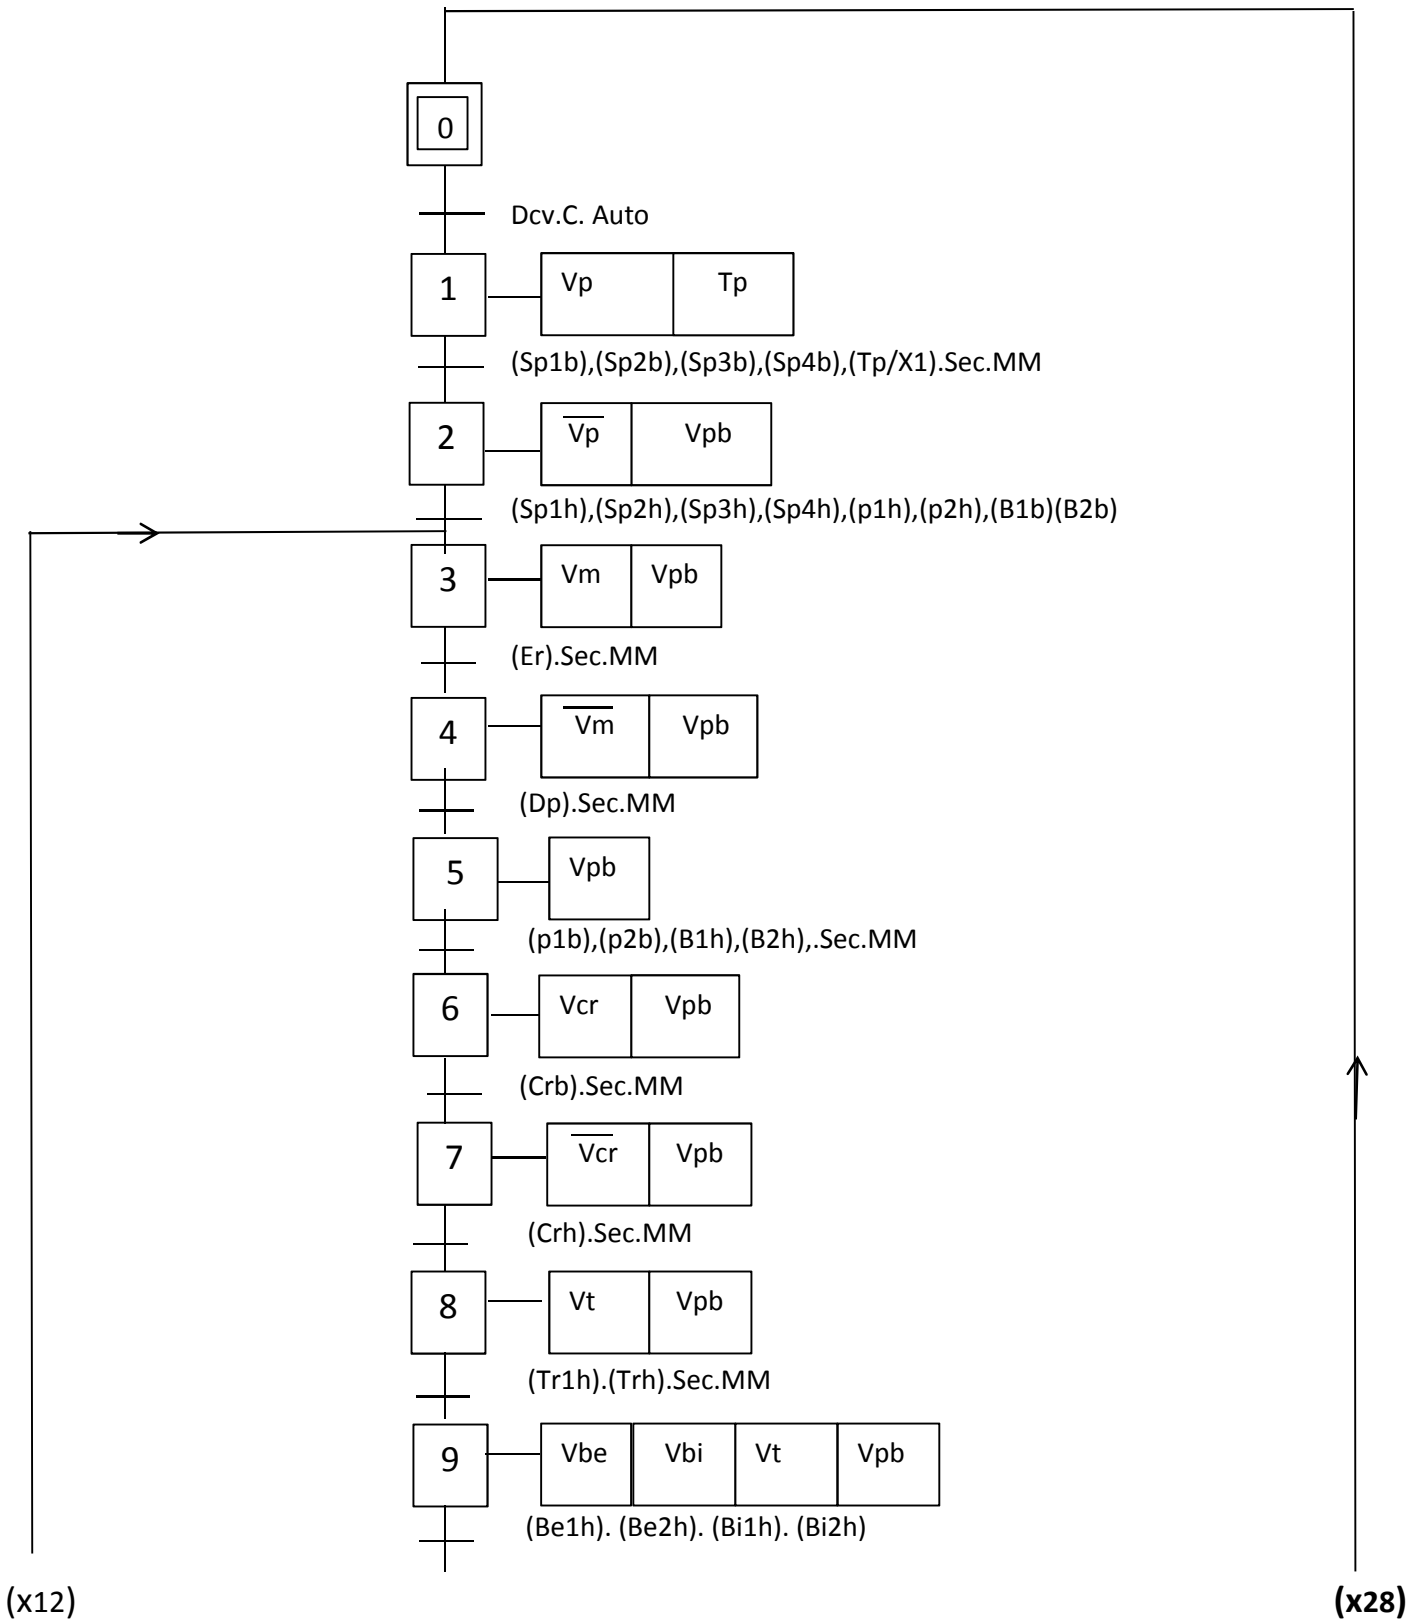 0
Dcv.C. Auto
1 Vp Tp
(Sp1b),(Sp2b),(Sp3b),(Sp4b),(Tp/X1).Sec.MM
2 V̅p̅ Vpb
(Sp1h),(Sp2h),(Sp3h),(Sp4h),(p1h),(p2h),(B1b)(B2b)
3 Vm Vpb
(Er).Sec.MM
4 V̅m̅ Vpb
(Dp).Sec.MM
5 Vpb
(p1b),(p2b),(B1h),(B2h),.Sec.MM
6 Vcr Vpb
(Crb).Sec.MM
7 V̅c̅r̅ Vpb
(Crh).Sec.MM
8 Vt Vpb
(Tr1h).(Trh).Sec.MM
9 Vbe Vbi Vt Vpb
(Be1h). (Be2h). (Bi1h). (Bi2h)
(x12) (x28)